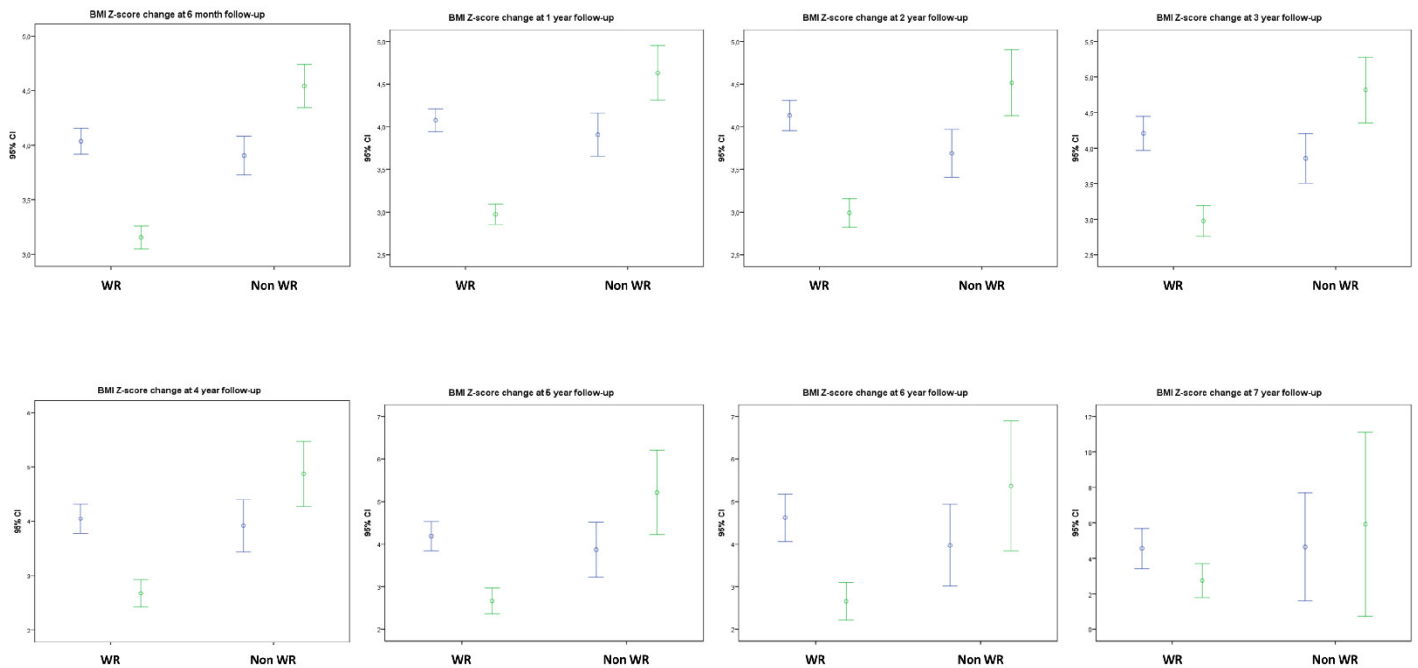 BMI Z-score change at 6 month follow-up
5,0
4,5
4,0
3,5
3,0
95% CI
WR Non WR
BMI Z-score change at 1 year follow-up
5,0
4,5
4,0
3,5
3,0
2,5
95% CI
WR Non WR
BMI Z-score change at 2 year follow-up
5,0
4,5
4,0
3,5
3,0
2,5
95% CI
WR Non WR
BMI Z-score change at 3 year follow-up
5,5
5,0
4,5
4,0
3,5
3,0
2,5
95% CI
WR Non WR
BMI Z-score change at 4 year follow-up
6
5
4
3
2
95% CI
WR Non WR
BMI Z-score change at 5 year follow-up
7
6
5
4
3
2
95% CI
WR Non WR
BMI Z-score change at 6 year follow-up
7
6
5
4
3
2
95% CI
WR Non WR
BMI Z-score change at 7 year follow-up
12
10
8
6
4
2
0
95% CI
WR Non WR